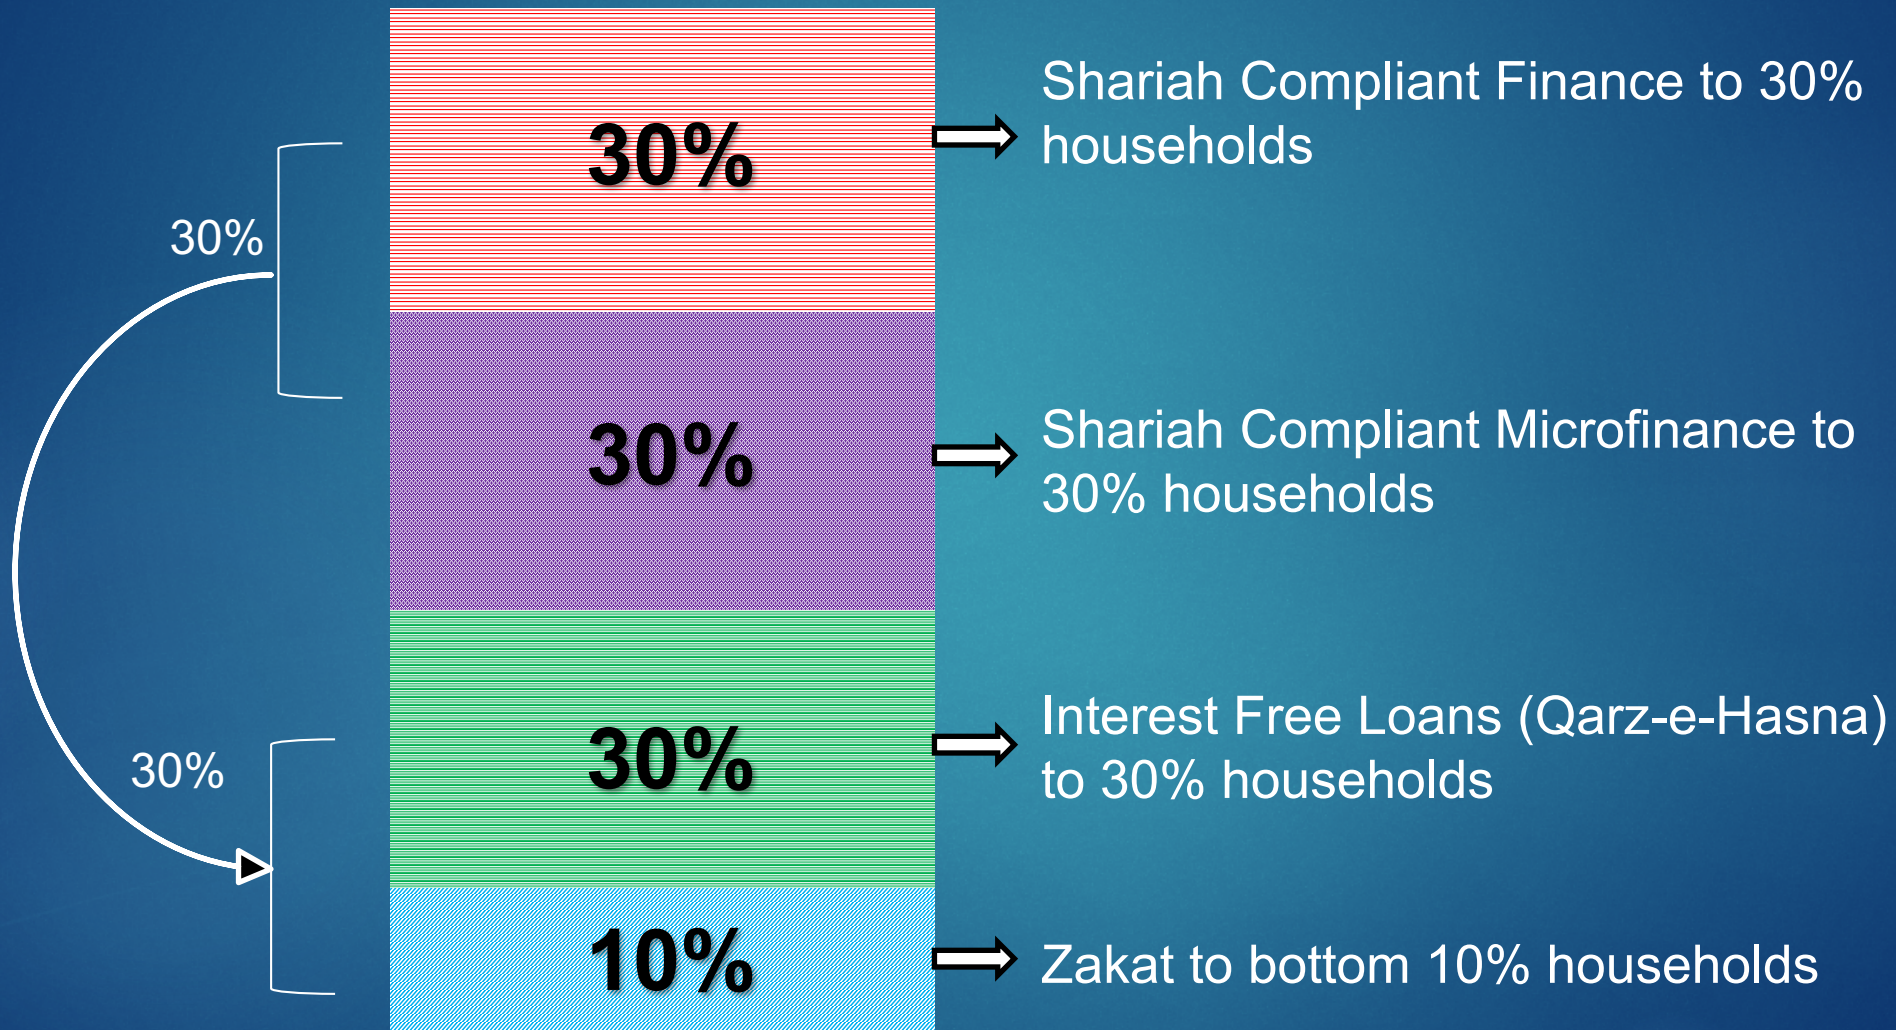 30%
Shariah Compliant Finance to 30%
households
30%
30%
Shariah Compliant Microfinance to
30% households
30%
Interest Free Loans (Qarz-e-Hasna)
to 30% households
30%
10%
Zakat to bottom 10% households